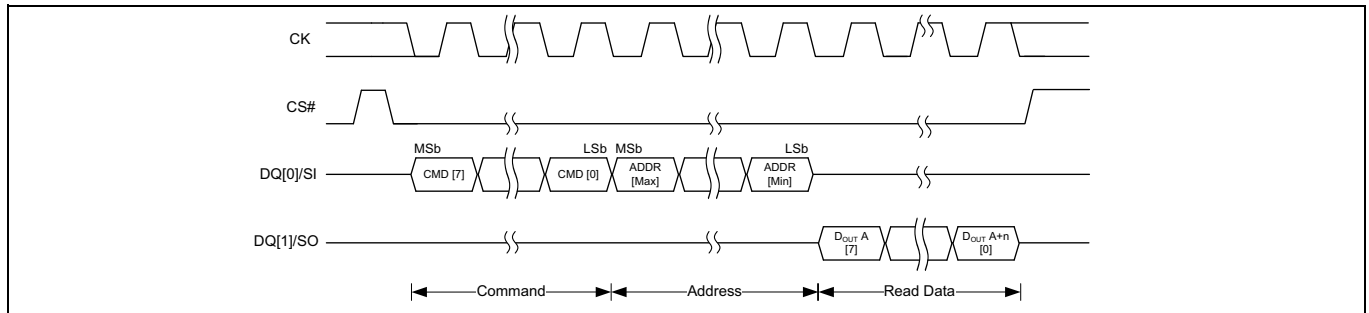 CK
CS#
MSb LSb MSb LSb
DQ[0]/SI CMD [7] CMD [0] ADDR [Max] ADDR [Min]
DQ[1]/SO DOUT A [7] DOUT A+n [0]
Command Address Read Data